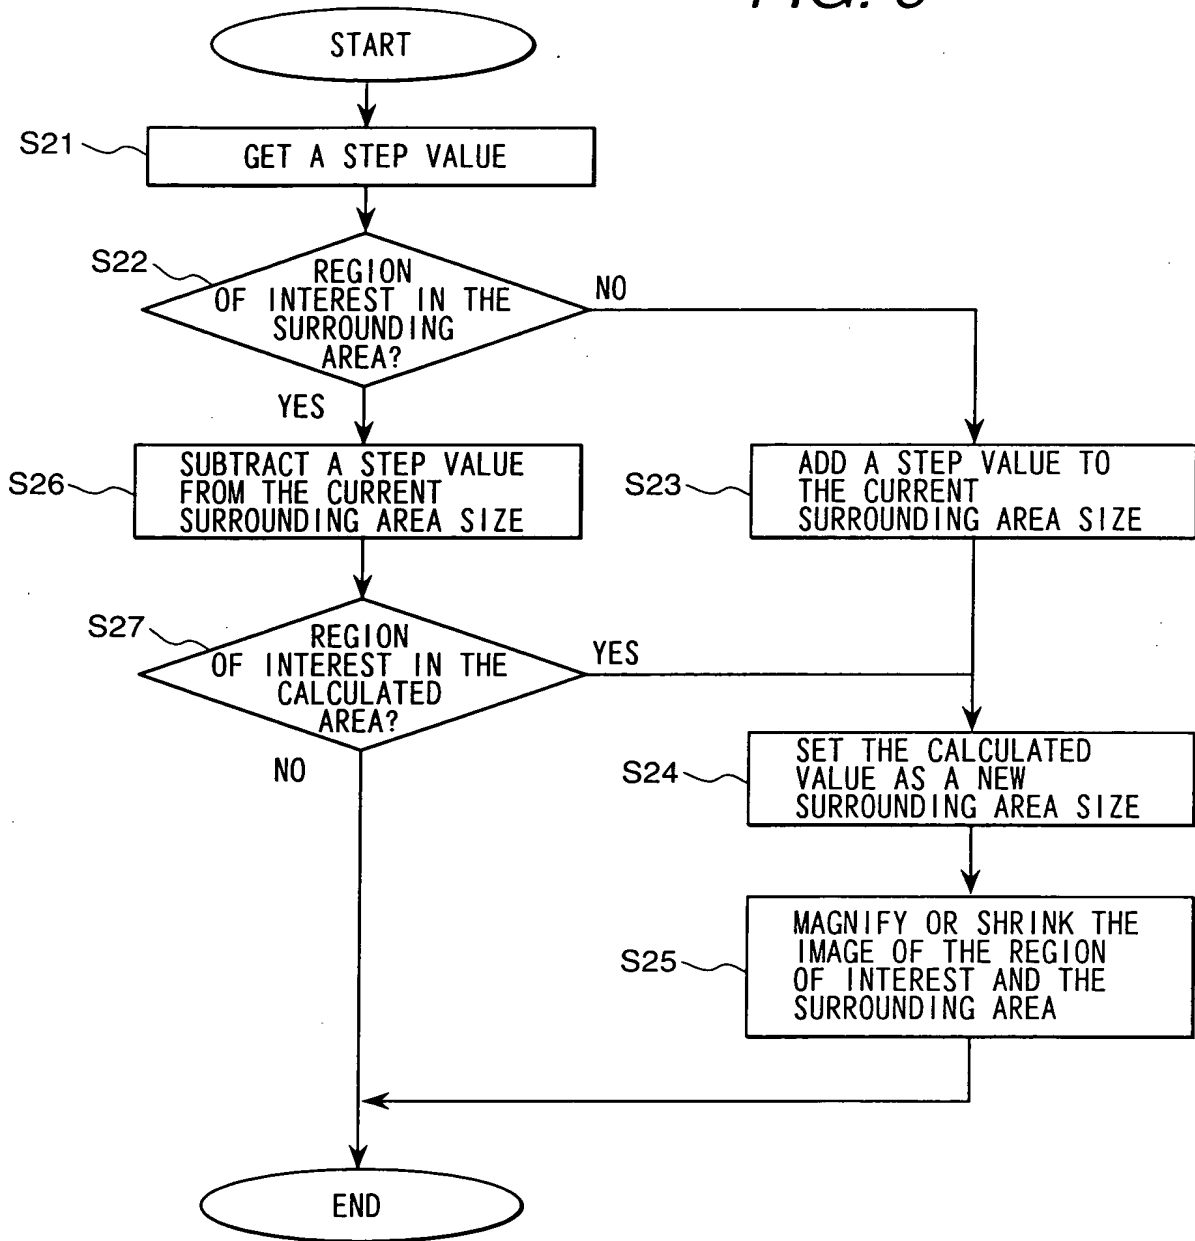 START
S21
GET A STEP VALUE
S22
REGION
OF INTEREST IN THE
SURROUNDING
AREA?
NO
YES
S26
SUBTRACT A STEP VALUE
FROM THE CURRENT
SURROUNDING AREA SIZE
S23
ADD A STEP VALUE TO
THE CURRENT
SURROUNDING AREA SIZE
S27
REGION
OF INTEREST IN THE
CALCULATED
AREA?
YES
NO
S24
SET THE CALCULATED
VALUE AS A NEW
SURROUNDING AREA SIZE
S25
MAGNIFY OR SHRINK THE
IMAGE OF THE REGION
OF INTEREST AND THE
SURROUNDING AREA
END